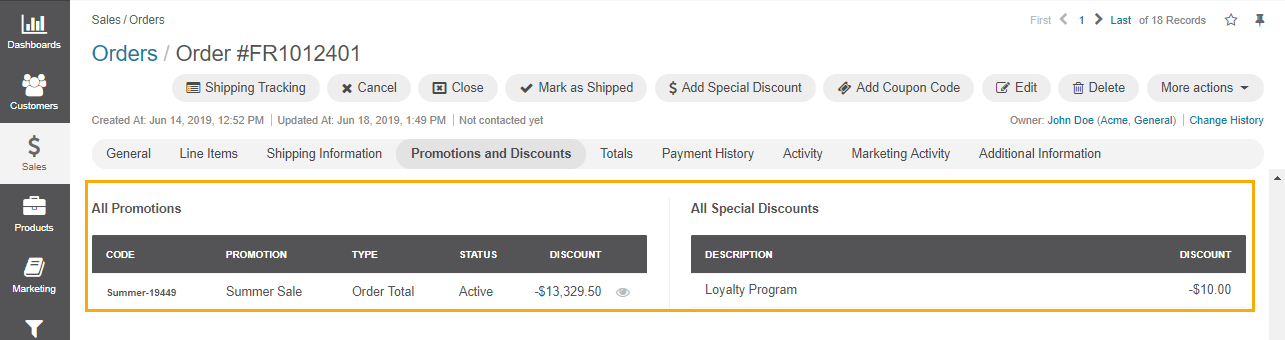 Sales / Orders
First 1 Last of 18 Records
Dashboards
Orders / Order #FR1012401
Shipping Tracking Cancel Close Mark as Shipped $ Add Special Discount Add Coupon Code Edit Delete More actions
Customers
Created At: Jun 14, 2019, 12:52 PM Updated At: Jun 18, 2019, 1:49 PM Not contacted yet Owner: John Doe (Acme, General) Change History
General Line Items Shipping Information Promotions and Discounts Totals Payment History Activity Marketing Activity Additional Information
$
Sales
All Promotions All Special Discounts
Products
CODE PROMOTION TYPE STATUS DISCOUNT DESCRIPTION DISCOUNT
Marketing
Summer-19449 Summer Sale Order Total Active -$13,329.50 Loyalty Program -$10.00